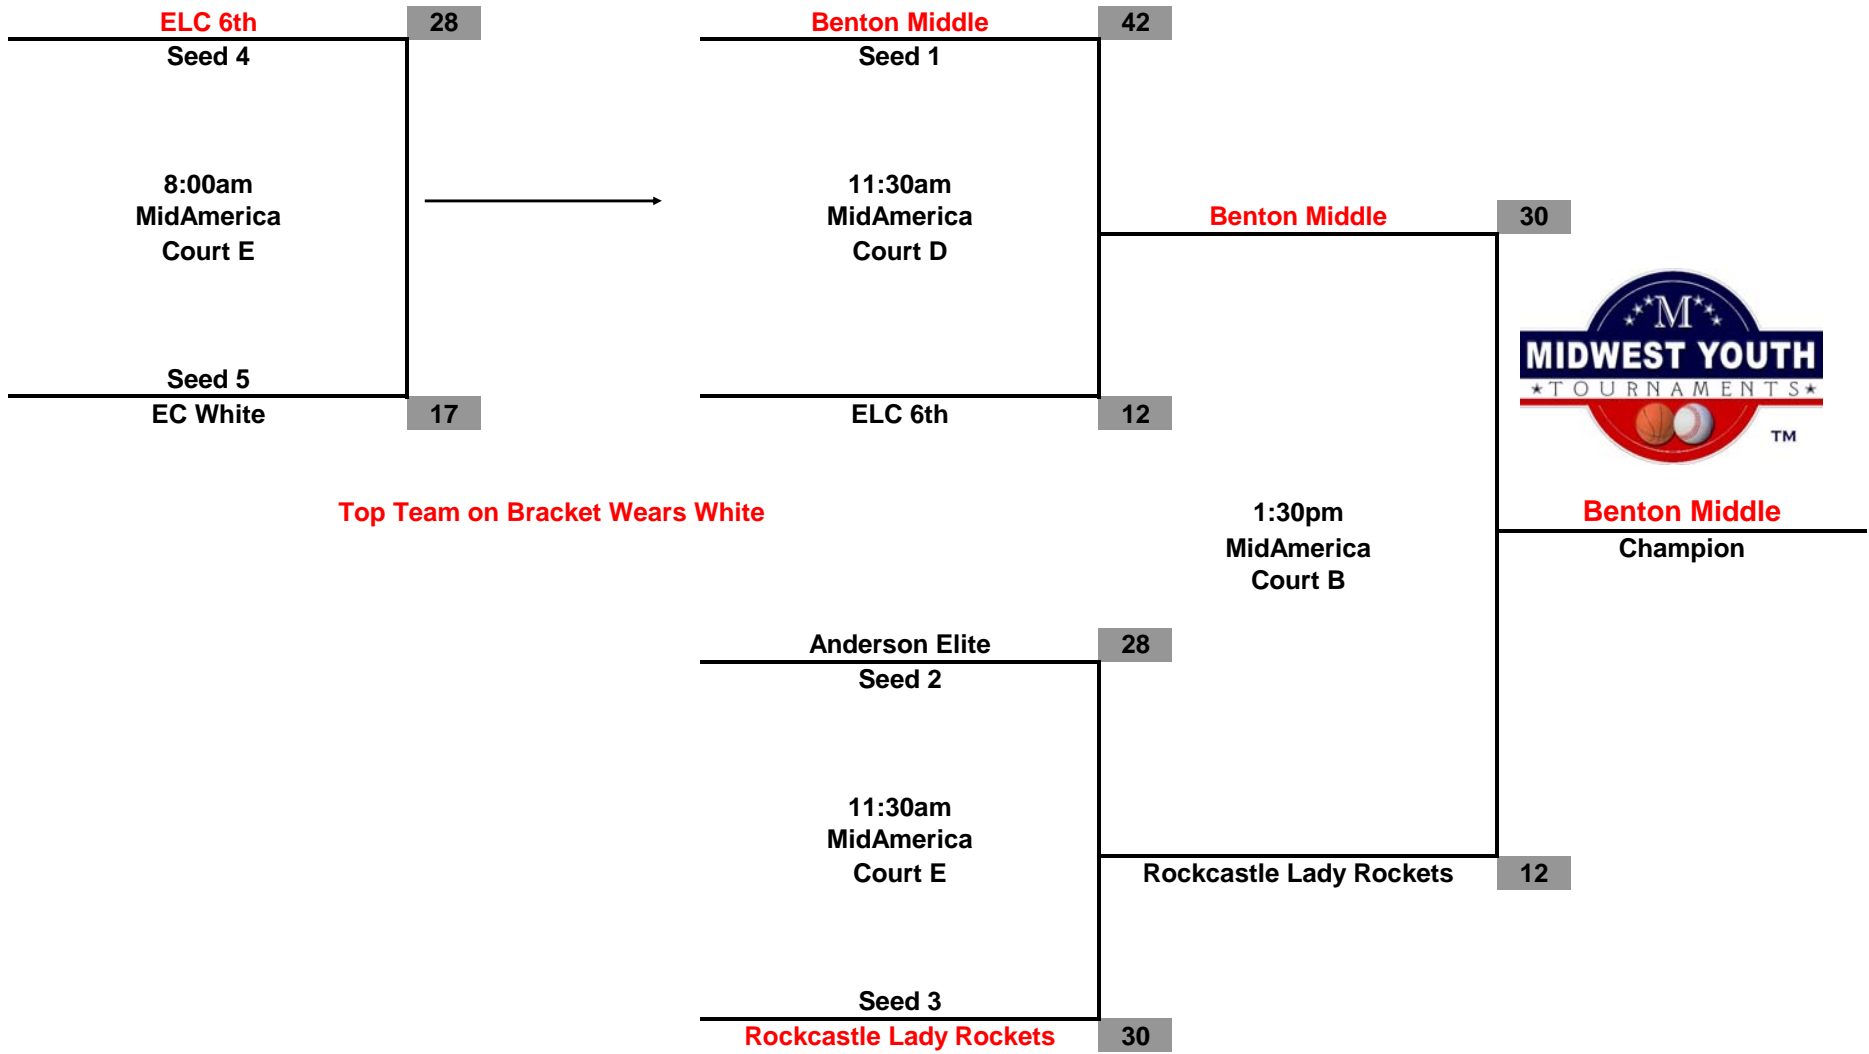 ELC 6th 28
Seed 4
8:00am
MidAmerica
Court E
Seed 5
EC White 17
Benton Middle 42
Seed 1
11:30am
MidAmerica
Court D
ELC 6th 12
Benton Middle 30
M
MIDWEST YOUTH
TOURNAMENTS
TM
Top Team on Bracket Wears White
1:30pm
MidAmerica
Court B
Benton Middle
Champion
Anderson Elite 28
Seed 2
11:30am
MidAmerica
Court E
Rockcastle Lady Rockets 12
Seed 3
Rockcastle Lady Rockets 30